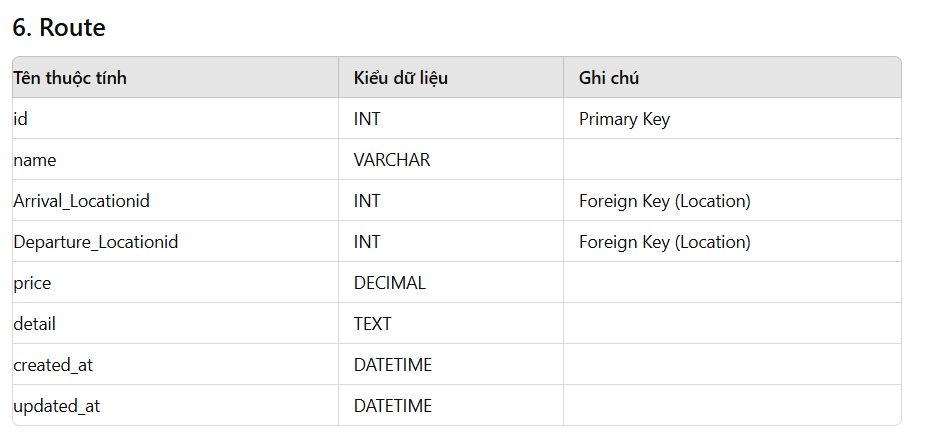 6. Route
Tên thuộc tính Kiểu dữ liệu Ghi chú
id INT Primary Key
name VARCHAR
Arrival_Locationid INT Foreign Key (Location)
Departure_Locationid INT Foreign Key (Location)
price DECIMAL
detail TEXT
created_at DATETIME
updated_at DATETIME